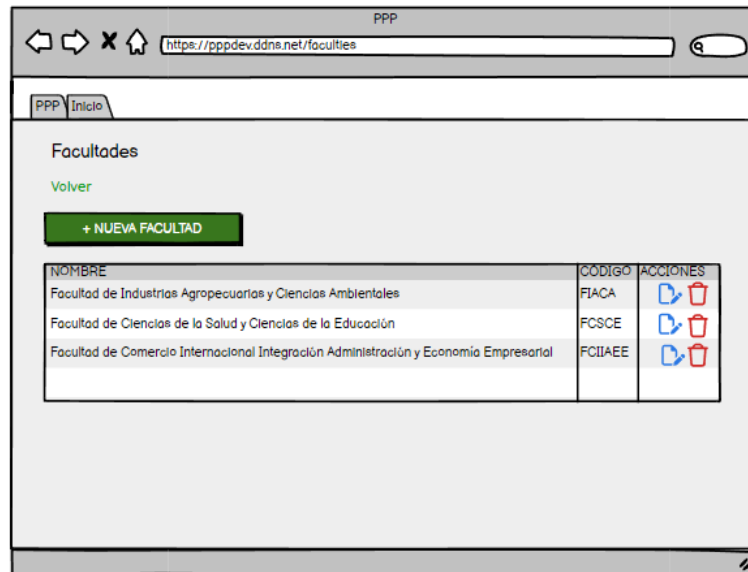 PPP
https://pppdev.ddns.net/faculties
PPP Inicio
Facultades
Volver
+ NUEVA FACULTAD
NOMBRE CÓDIGO ACCIONES
Facultad de Industrias Agropecuarias y Ciencias Ambientales FIACA
Facultad de Ciencias de la Salud y Ciencias de la Educación FCSCE
Facultad de Comercio Internacional Integración Administración y Economía Empresarial FCIIAEE